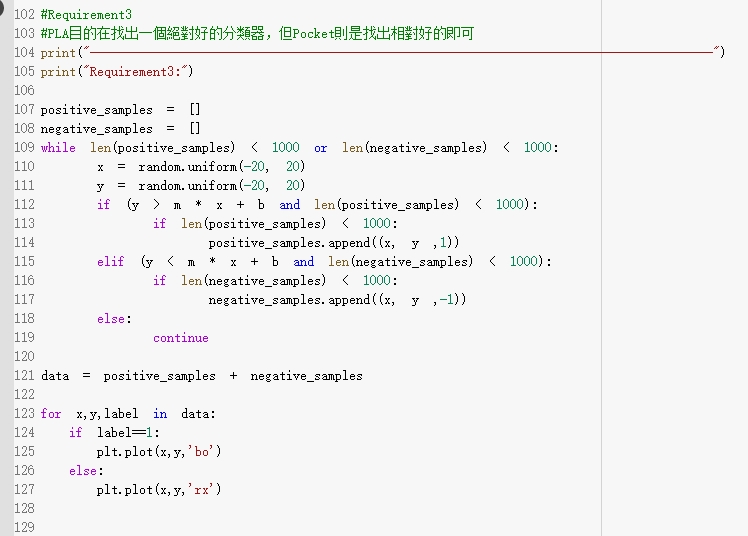 102 #Requirement3
103 #PLA目的在找出一個絕對好的分類器，但Pocket則是找出相對好的即可
104 print("————————————————————————————————————————————")
105 print("Requirement3:")
106
107 positive_samples = []
108 negative_samples = []
109 while len(positive_samples) < 1000 or len(negative_samples) < 1000:
110         x = random.uniform(-20, 20)
111         y = random.uniform(-20, 20)
112         if (y > m * x + b and len(positive_samples) < 1000):
113                 if len(positive_samples) < 1000:
114                         positive_samples.append((x, y ,1))
115         elif (y < m * x + b and len(negative_samples) < 1000):
116                 if len(negative_samples) < 1000:
117                         negative_samples.append((x, y ,-1))
118         else:
119                 continue
120
121 data = positive_samples + negative_samples
122
123 for x,y,label in data:
124     if label==1:
125         plt.plot(x,y,'bo')
126     else:
127         plt.plot(x,y,'rx')
128
129